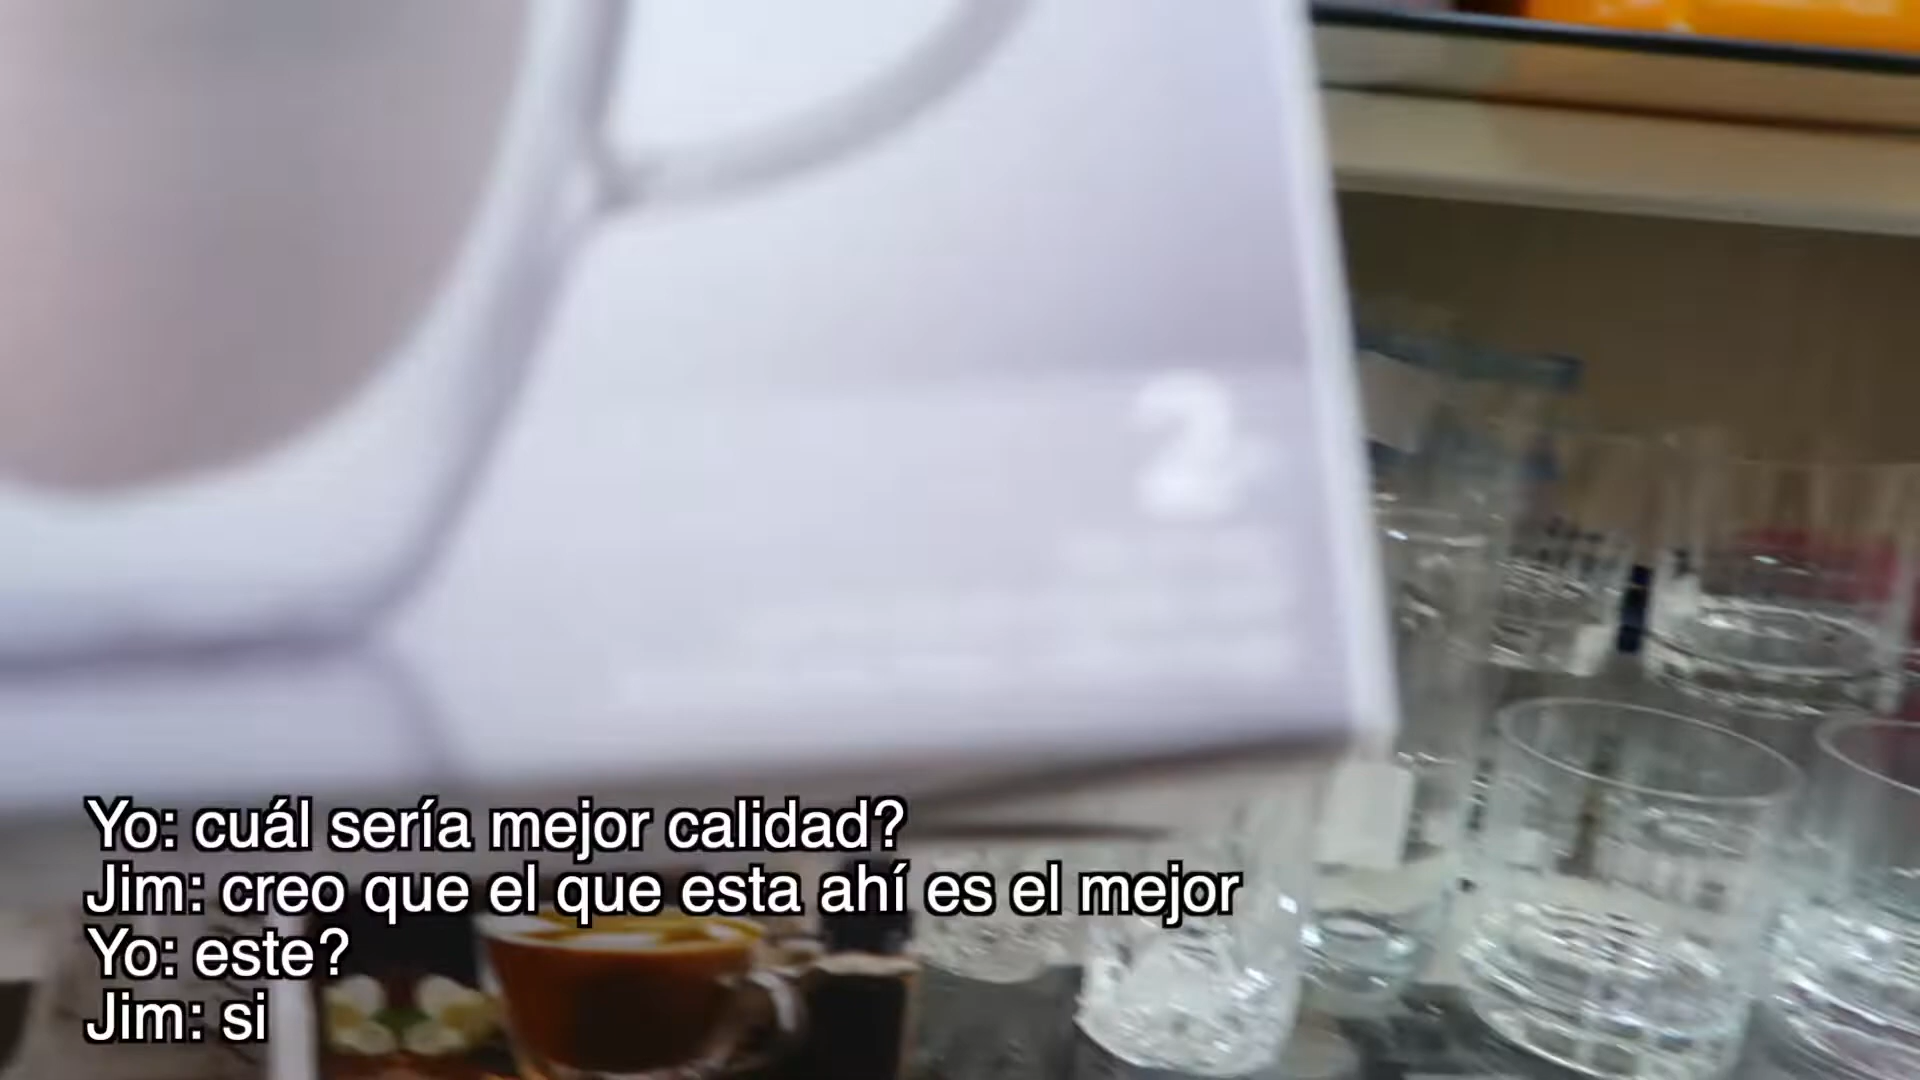 2
Yo: cuál sería mejor calidad?
Jim: creo que el que esta ahí es el mejor
Yo: este?
Jim: si